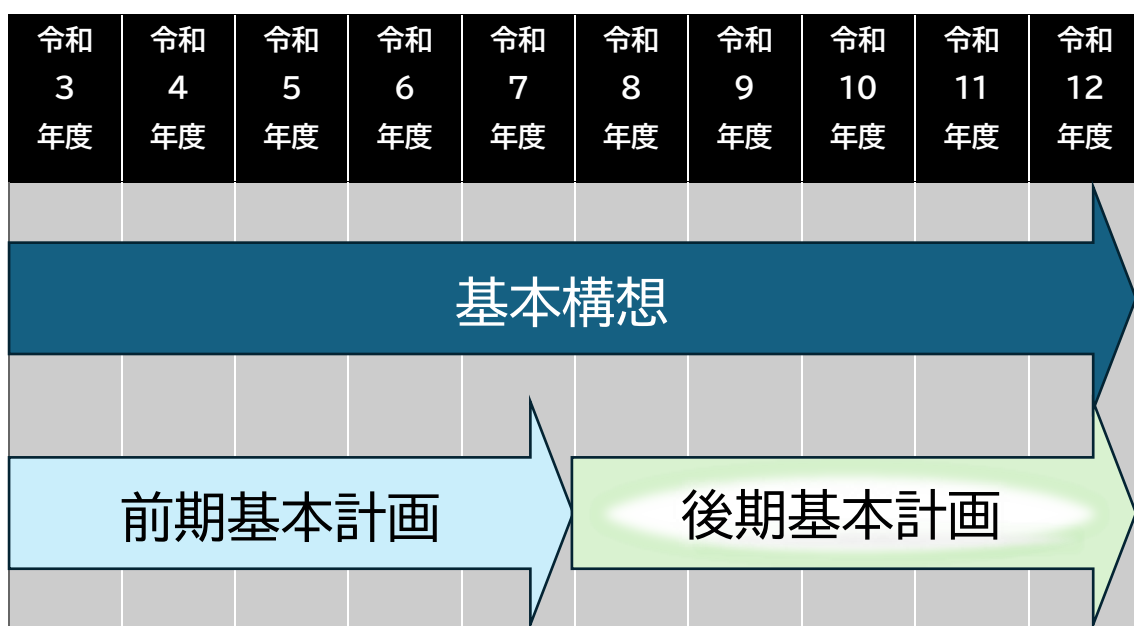 令和 令和 令和 令和 令和 令和 令和 令和 令和 令和
3 4 5 6 7 8 9 10 11 12
年度 年度 年度 年度 年度 年度 年度 年度 年度 年度
基本構想
前期基本計画 後期基本計画